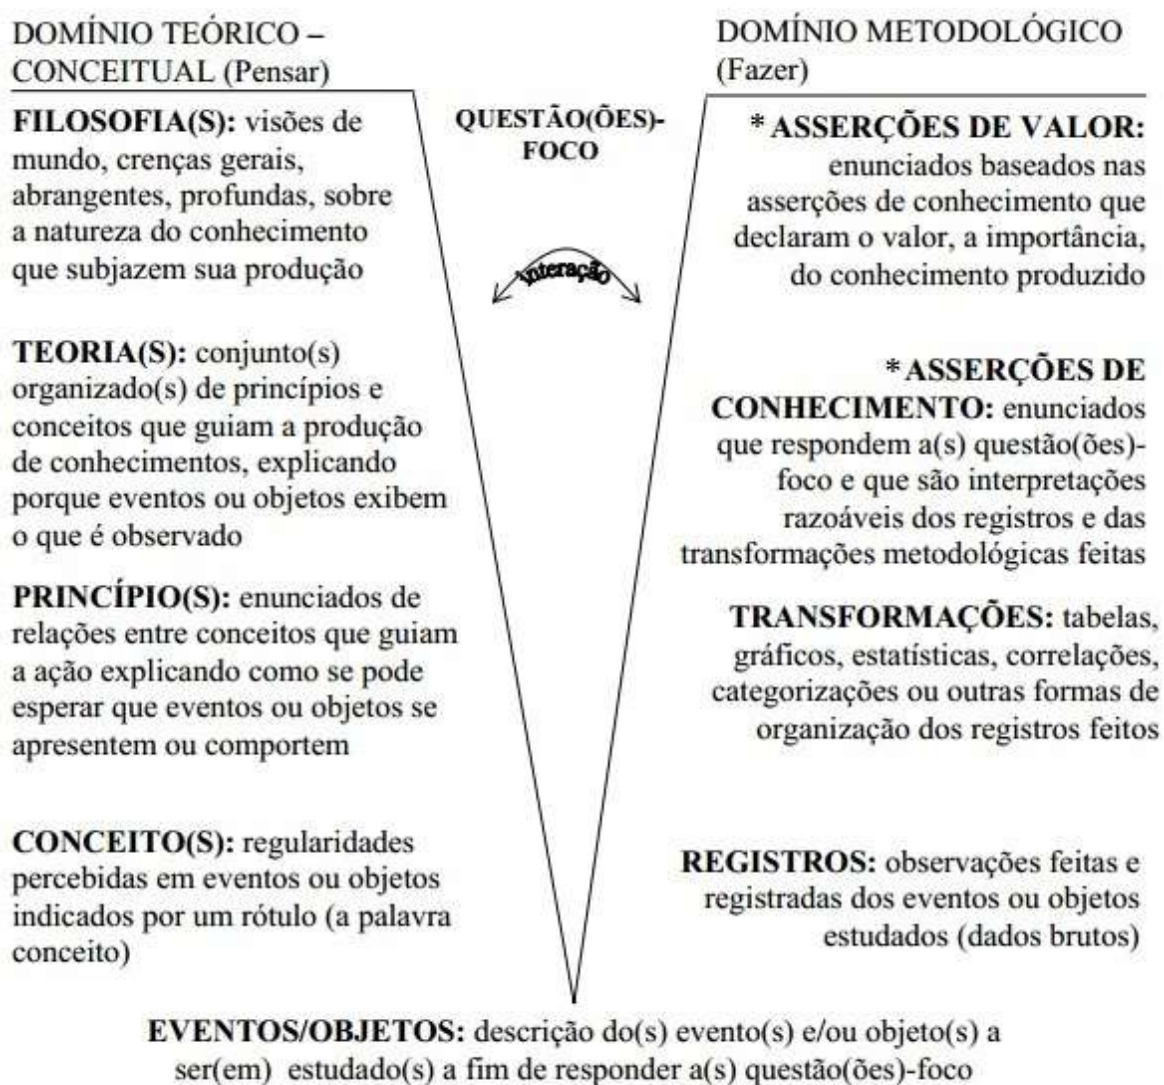 DOMÍNIO TEÓRICO –
CONCEITUAL (Pensar)
FILOSOFIA(S): visões de
mundo, crenças gerais,
abrangentes, profundas, sobre
a natureza do conhecimento
que subjazem sua produção
TEORIA(S): conjunto(s)
organizado(s) de princípios e
conceitos que guiam a produção
de conhecimentos, explicando
porque eventos ou objetos exibem
o que é observado
PRINCÍPIO(S): enunciados de
relações entre conceitos que guiam
a ação explicando como se pode
esperar que eventos ou objetos se
apresentem ou comportem
CONCEITO(S): regularidades
percebidas em eventos ou objetos
indicados por um rótulo (a palavra
conceito)
QUESTÃO(ÕES)-
FOCO
interação
DOMÍNIO METODOLÓGICO
(Fazer)
* ASSERÇÕES DE VALOR:
enunciados baseados nas
asserções de conhecimento que
declaram o valor, a importância,
do conhecimento produzido
* ASSERÇÕES DE
CONHECIMENTO: enunciados
que respondem a(s) questão(ões)-
foco e que são interpretações
razoáveis dos registros e das
transformações metodológicas feitas
TRANSFORMAÇÕES: tabelas,
gráficos, estatísticas, correlações,
categorizações ou outras formas de
organização dos registros feitos
REGISTROS: observações feitas e
registradas dos eventos ou objetos
estudados (dados brutos)
EVENTOS/OBJETOS: descrição do(s) evento(s) e/ou objeto(s) a
ser(em) estudado(s) a fim de responder a(s) questão(ões)-foco